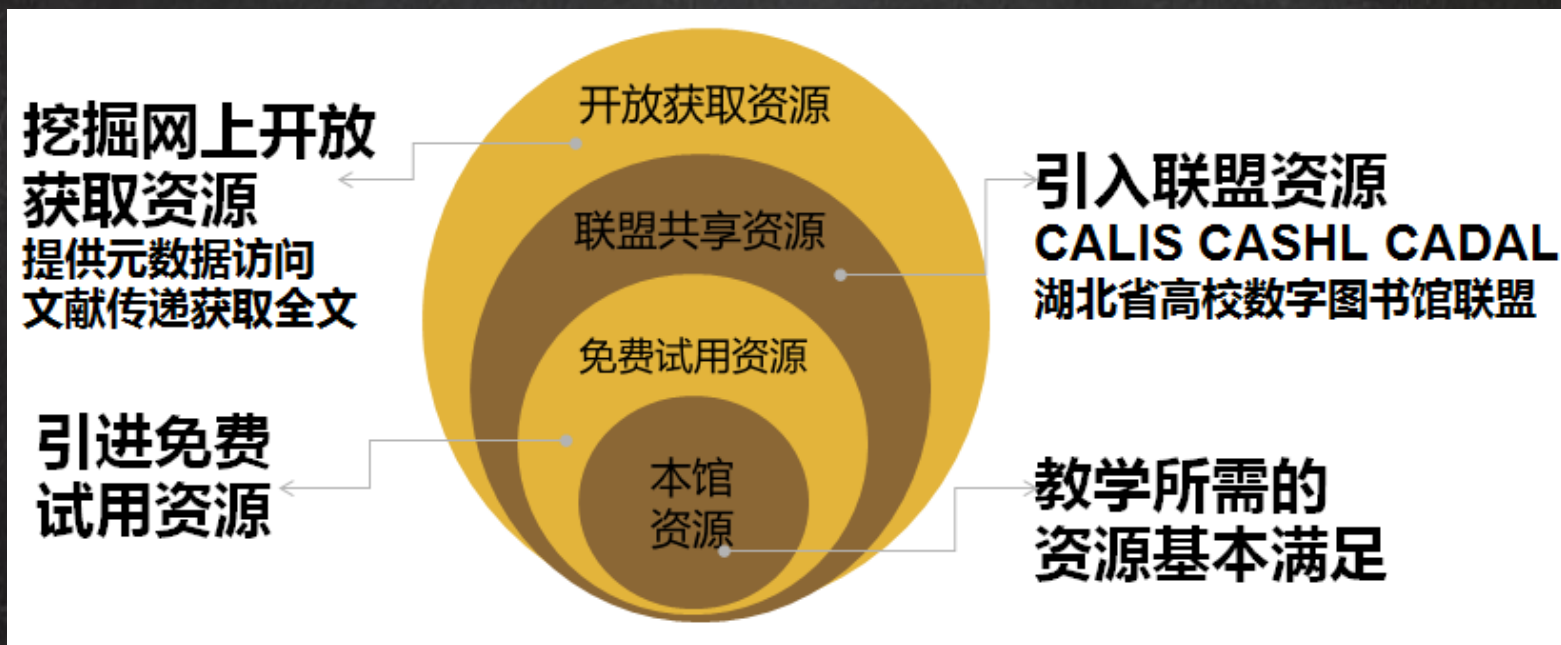 挖掘网上开放
获取资源
提供元数据访问
文献传递获取全文
引进免费
试用资源
开放获取资源
联盟共享资源
免费试用资源
本馆
资源
引入联盟资源
CALIS CASHL CADAL
湖北省高校数字图书馆联盟
教学所需的
资源基本满足